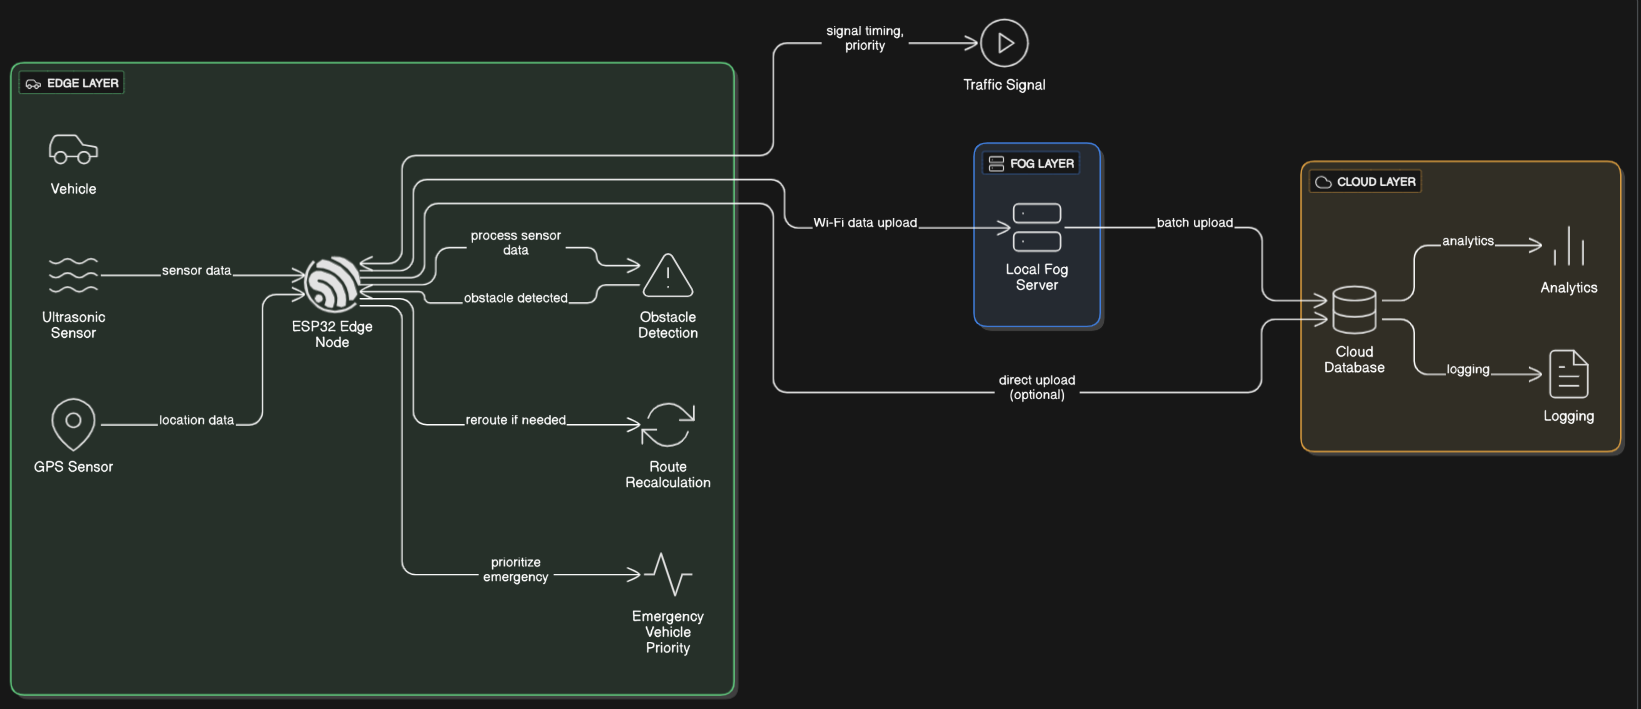 signal timing,
priority
Traffic Signal
EDGE LAYER
Vehicle
FOG LAYER
CLOUD LAYER
process sensor
data
Wi-Fi data upload
batch upload
analytics
sensor data
obstacle detected
Local Fog
Server
Analytics
Ultrasonic
Sensor
ESP32 Edge
Node
Obstacle
Detection
Cloud
Database
direct upload
(optional)
logging
Logging
location data
reroute if needed
GPS Sensor
Route
Recalculation
prioritize
emergency
Emergency
Vehicle
Priority